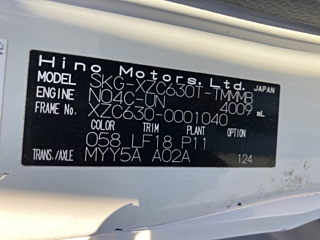 Hino Motors,Ltd. JAPAN
MODEL SKG-XZC630T-TMMMB
ENGINE N04C-UN 4009 mL
FRAME No. XZC630-0001040
COLOR TRIM PLANT OPTION
058 LF18 P11
TRANS./AXLE MYY5A A02A 124